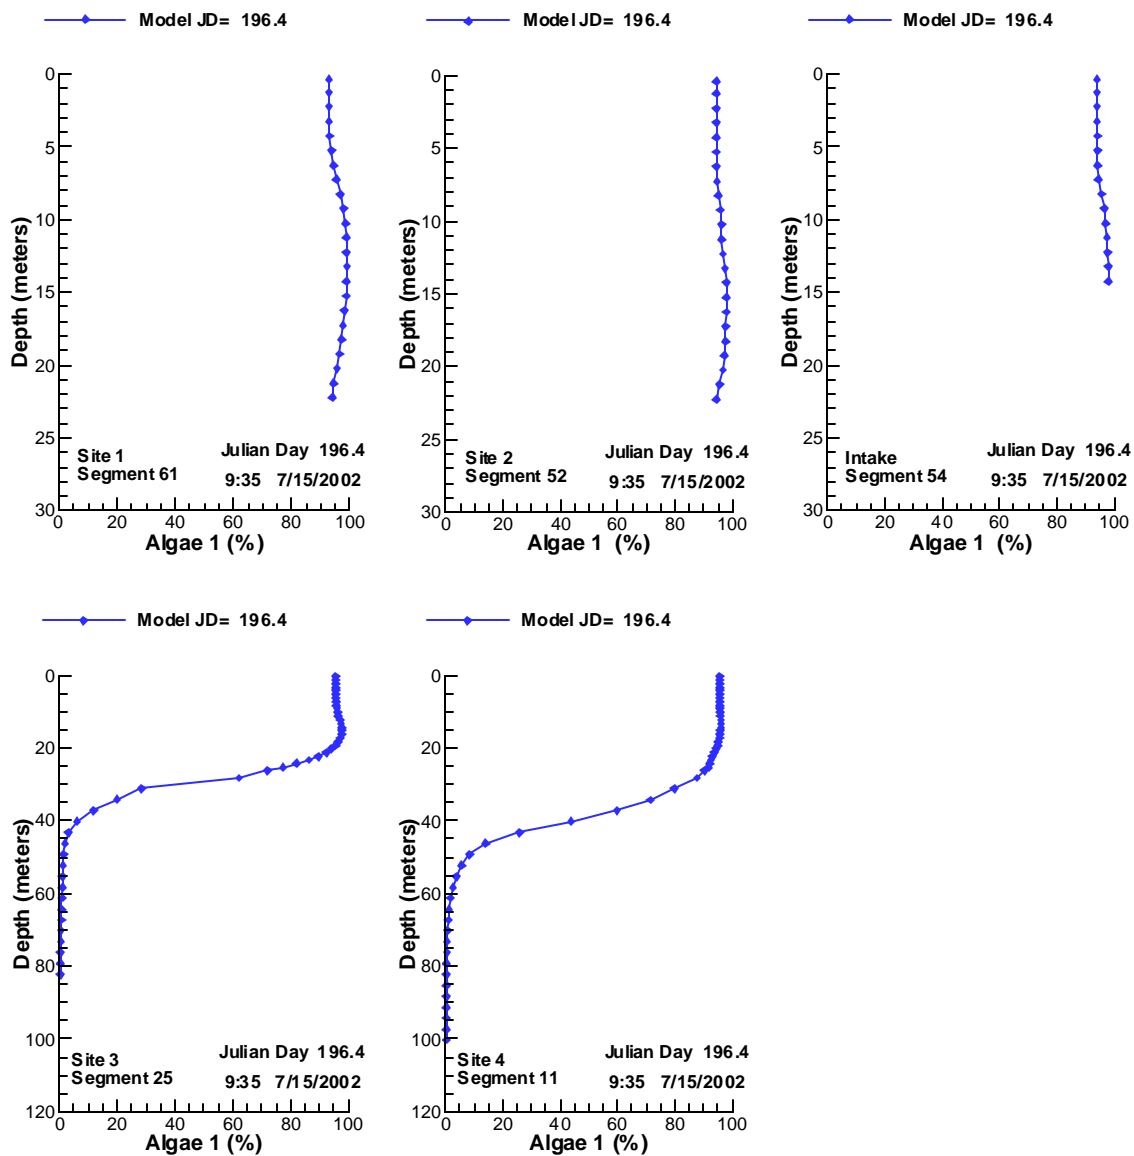 Model JD= 196.4
0
5
10
15
20
25
30
Depth (meters)
Site 1
Segment 61
Julian Day 196.4
9:35 7/15/2002
0 20 40 60 80 100
Algae 1 (%)
Model JD= 196.4
0
5
10
15
20
25
30
Depth (meters)
Site 2
Segment 52
Julian Day 196.4
9:35 7/15/2002
0 20 40 60 80 100
Algae 1 (%)
Model JD= 196.4
0
5
10
15
20
25
30
Depth (meters)
Intake
Segment 54
Julian Day 196.4
9:35 7/15/2002
0 20 40 60 80 100
Algae 1 (%)
Model JD= 196.4
0
20
40
60
80
100
120
Depth (meters)
Site 3
Segment 25
Julian Day 196.4
9:35 7/15/2002
0 20 40 60 80 100
Algae 1 (%)
Model JD= 196.4
0
20
40
60
80
100
120
Depth (meters)
Site 4
Segment 11
Julian Day 196.4
9:35 7/15/2002
0 20 40 60 80 100
Algae 1 (%)